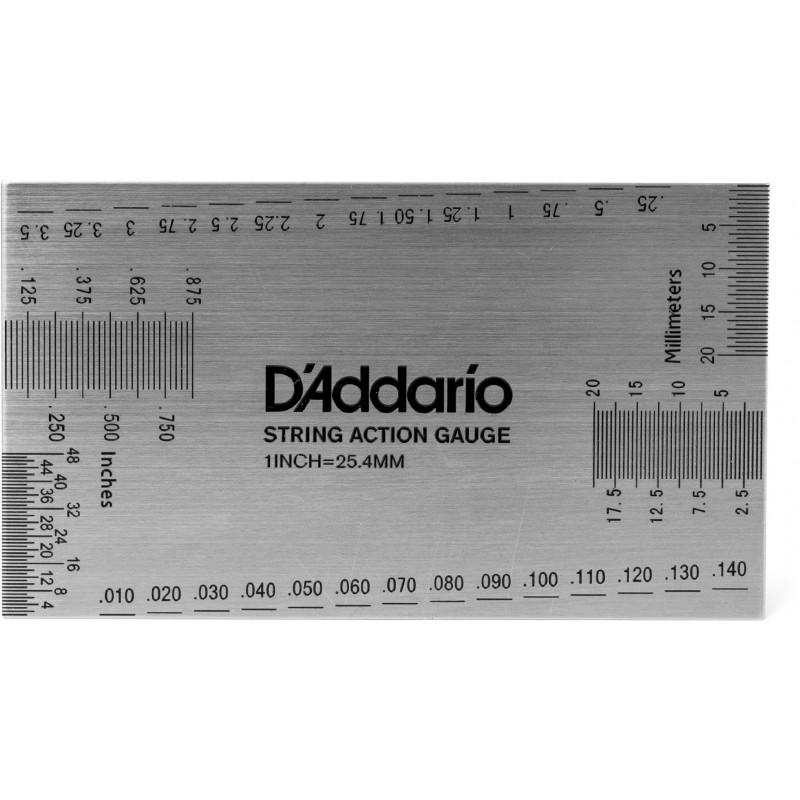 .25 .5 .75 1 1.25 1.50 1.75 2 2.25 2.5 2.75 3 3.25 3.5
.125 .375 .625 .875
.250 .500 .750
Inches
48 44 40 36 32 28 24 20 16 12 8 4
5 10 15 20
Millimeters
20 15 10 5
17.5 12.5 7.5 2.5
D'Addario
STRING ACTION GAUGE
1INCH=25.4MM
.010 .020 .030 .040 .050 .060 .070 .080 .090 .100 .110 .120 .130 .140